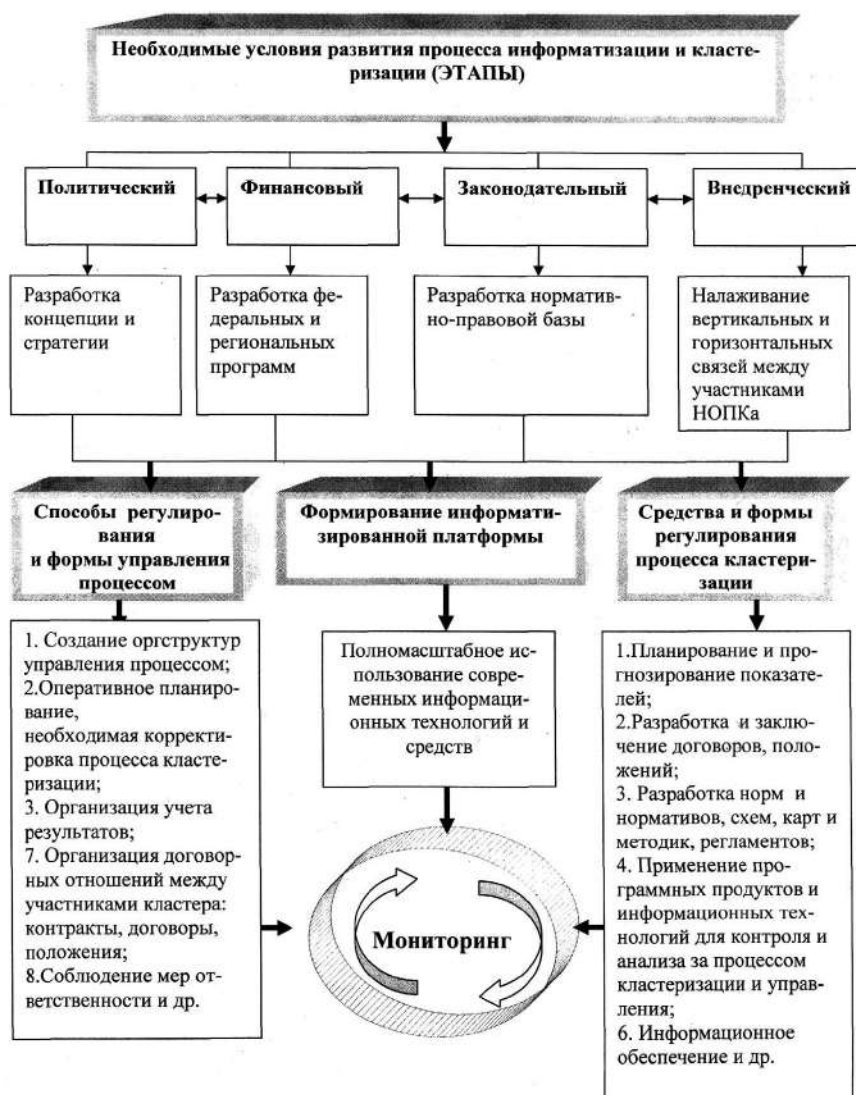 Необходимые условия развития процесса информатизации и класте-
ризации (ЭТАПЫ)
Политический
Финансовый
Законодательный
Внедренческий
Разработка
концепции и
стратегии
Разработка фе-
деральных и
региональных
программ
Разработка норматив-
но-правовой базы
Налаживание
вертикальных и
горизонтальных
связей между
участниками
НОПКа
Способы регулиро-
вания
и формы управления
процессом
Формирование информати-
зированной платформы
Средства и формы
регулирования
процесса кластери-
зации
1. Создание оргструктур
управления процессом;
2.Оперативное планиро-
вание,
необходимая корректи-
ровка процесса класте-
ризации;
3. Организация учета
результатов;
7. Организация договор-
ных отношений между
участниками кластера:
контракты, договоры,
положения;
8.Соблюдение мер от-
ветственности и др.
Полномасштабное ис-
пользование совре-
менных информаци-
онных технологий и
средств
Мониторинг
1.Планирование и про-
гнозирование показате-
лей;
2.Разработка и заклю-
чение договоров, поло-
жений;
3. Разработка норм и
нормативов, схем, карт и
методик, регламентов;
4. Применение про-
граммных продуктов и
информационных тех-
нологий для контроля и
анализа за процессом
кластеризации и управ-
ления;
6. Информационное
обеспечение и др.